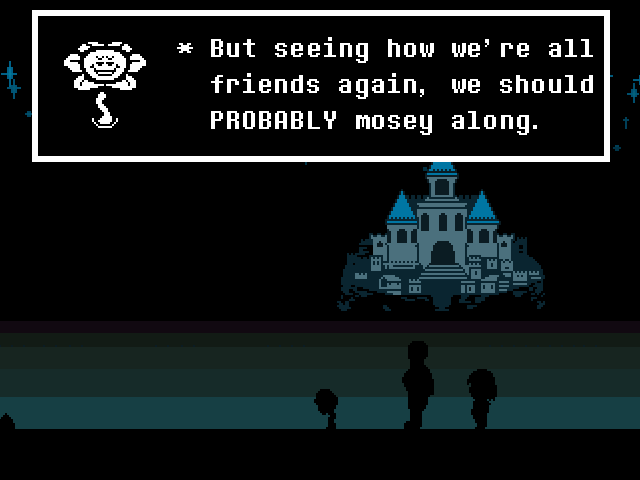 * But seeing how we're all
friends again, we should
PROBABLY mosey along.